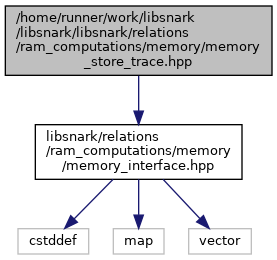 /home/runner/work/libsnark
/libsnark/libsnark/relations
/ram_computations/memory/memory
_store_trace.hpp
libsnark/relations
/ram_computations/memory
/memory_interface.hpp
cstddef
map
vector